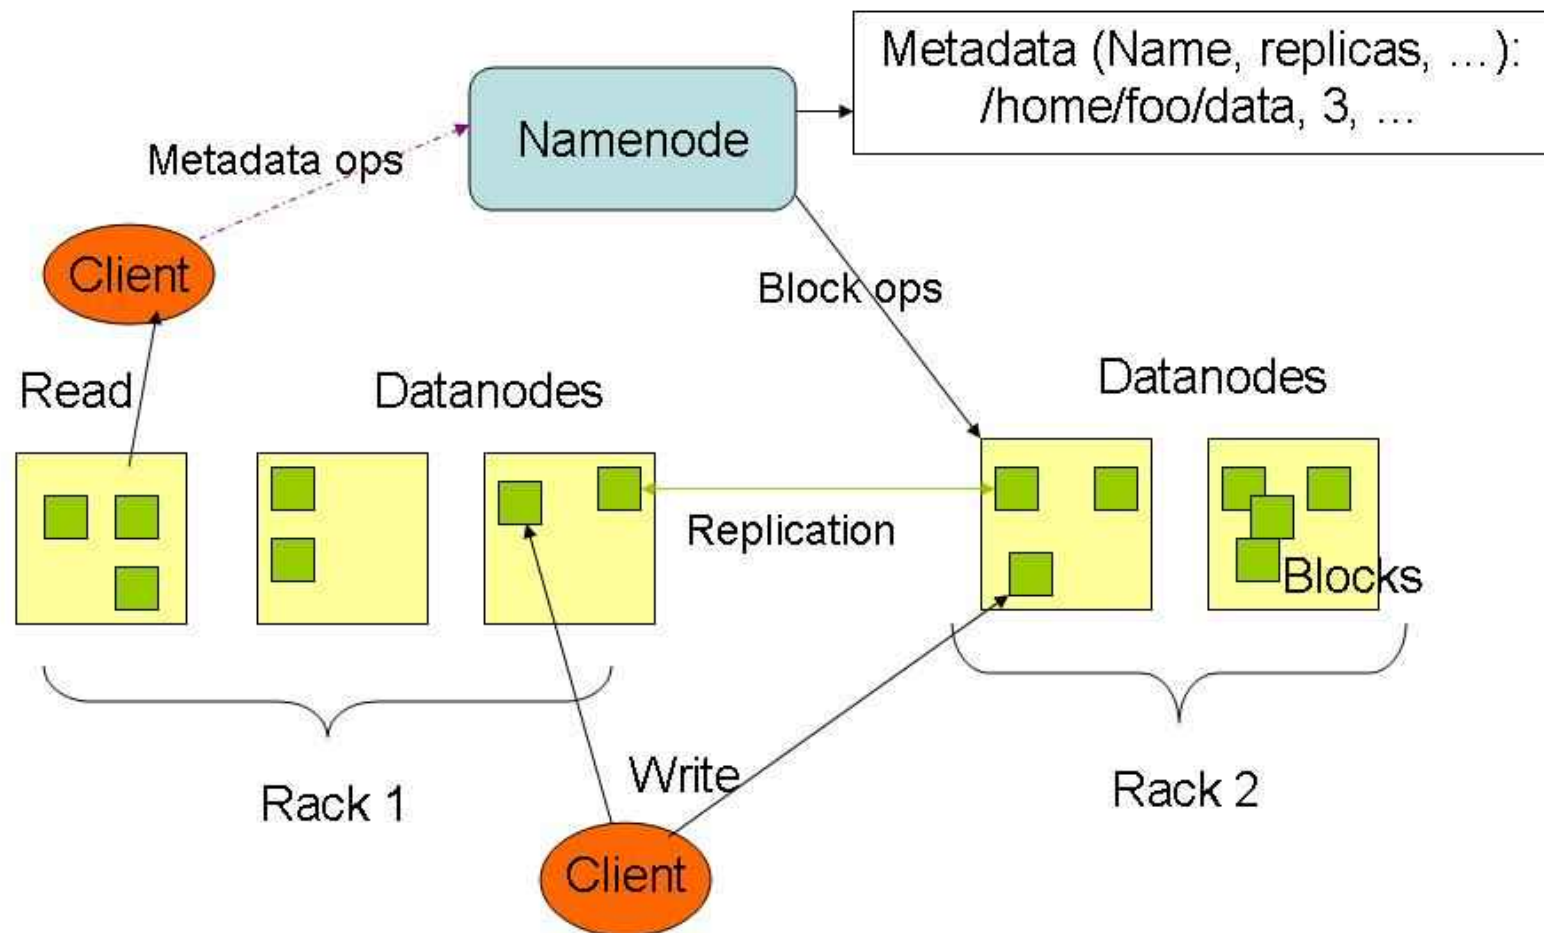 Metadata (Name, replicas, …):
/home/foo/data, 3, …
Namenode
Metadata ops
Client
Block ops
Read
Datanodes
Datanodes
Replication
Blocks
Rack 1
Write
Rack 2
Client